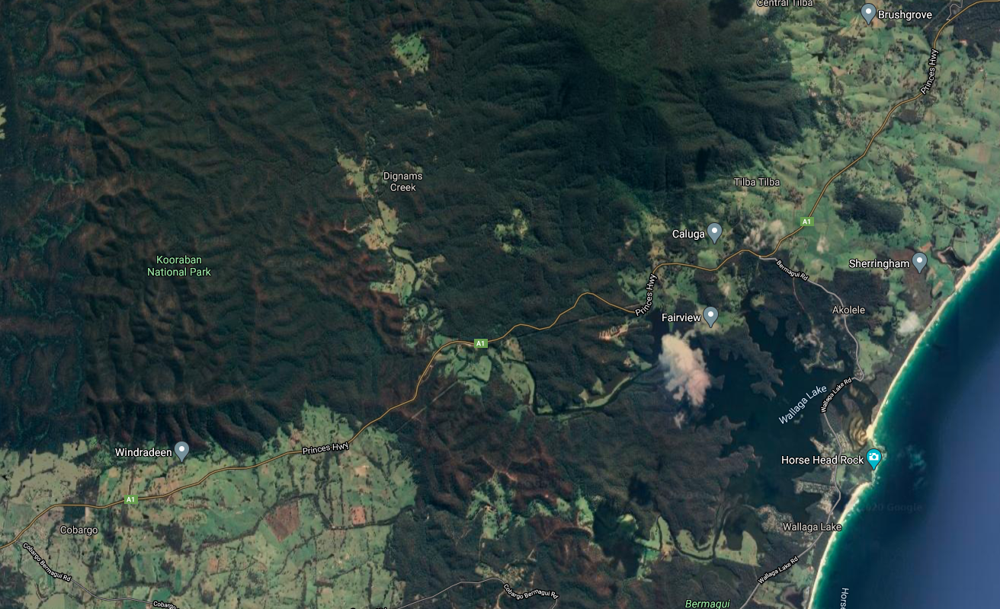 Central Tilba
Brushgrove
Princes Hwy
Dignams
Creek
Tilba Tilba
A1
Caluga
Kooraban
National Park
Sherringham
Bermagui Rd
Princes Hwy
Akolele
Fairview
A1
Wallaga Lake
Wallaga Lake Rd
Windradeen
Princes Hwy
Horse Head Rock
A1
Google
Cobargo
Wallaga Lake
Cobargo Bermagui Rd
Wallaga Lake Rd
Cobargo Bermagui Rd
Cobargo
Bermagui
Horse